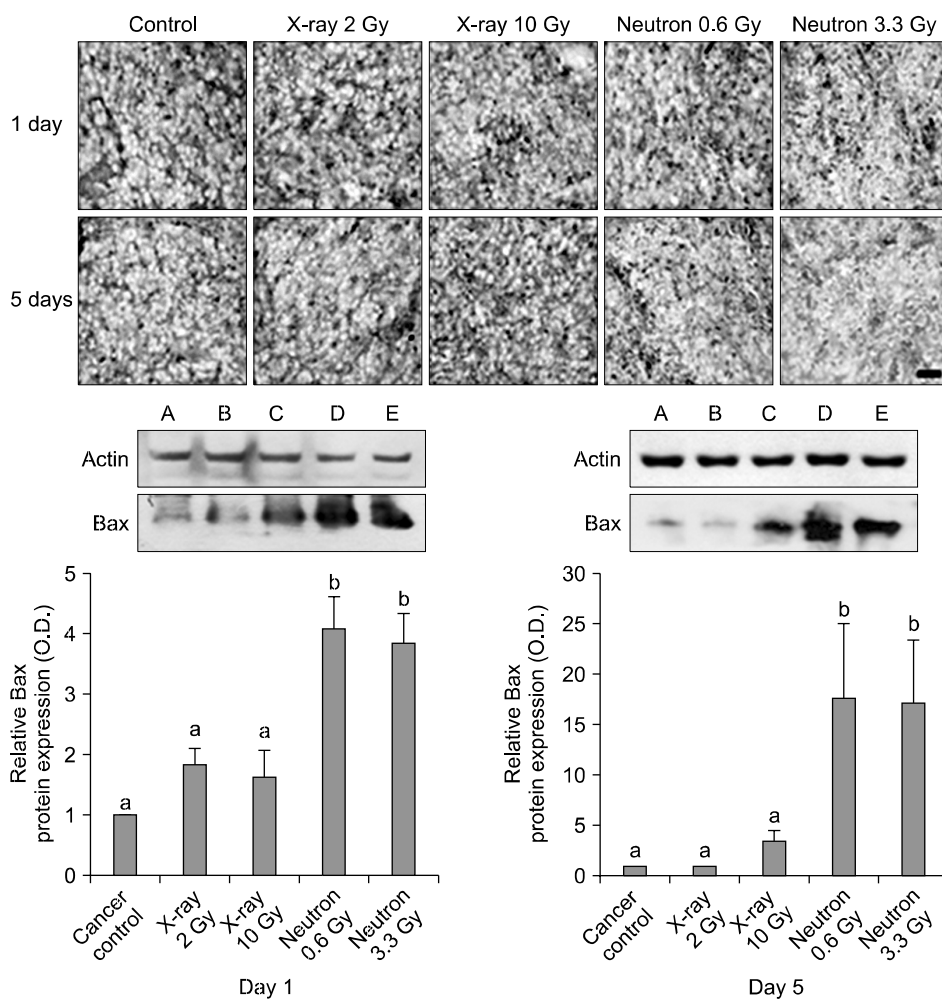 Control X-ray 2 Gy X-ray 10 Gy Neutron 0.6 Gy Neutron 3.3 Gy
1 day
5 days
A B C D E
Actin
Bax
A B C D E
Actin
Bax
Relative Bax
protein expression (O.D.)
5
4
3
2
1
0
a
a
a
b
b
Cancer
control
X-ray
2 Gy
X-ray
10 Gy
Neutron
0.6 Gy
Neutron
3.3 Gy
Day 1
Relative Bax
protein expression (O.D.)
30
25
20
15
10
5
0
a
a
a
b
b
Cancer
control
X-ray
2 Gy
X-ray
10 Gy
Neutron
0.6 Gy
Neutron
3.3 Gy
Day 5